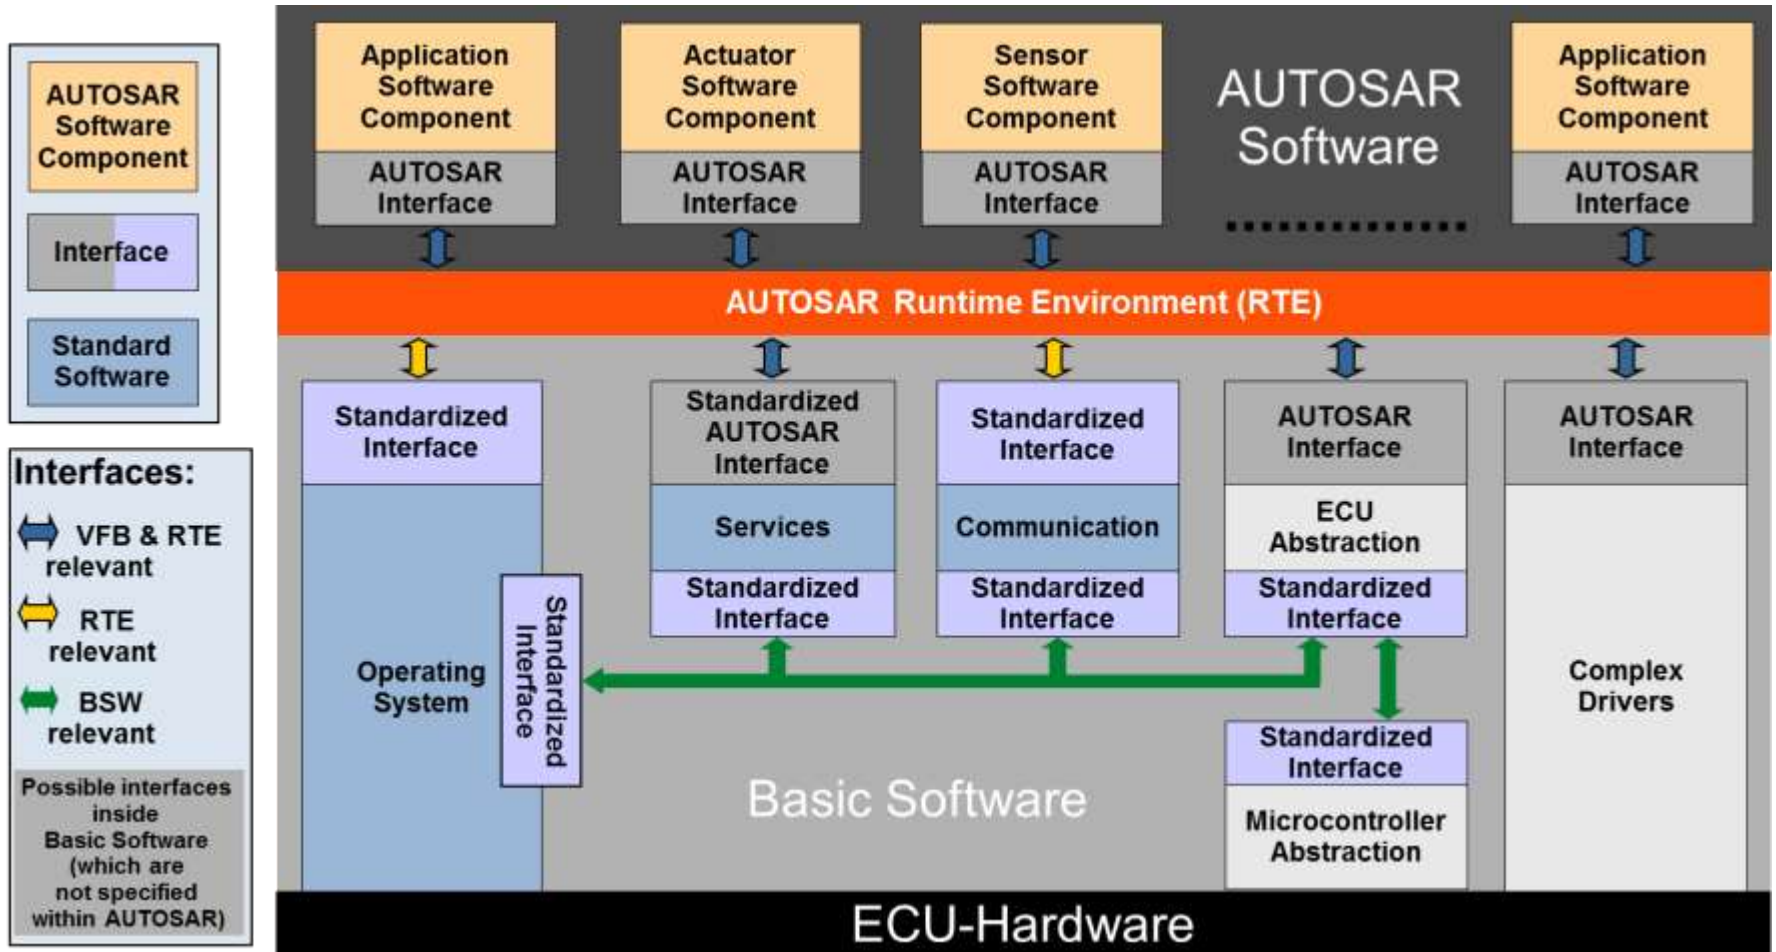 AUTOSAR
Software
Component
Interface
Standard
Software
Interfaces:
VFB & RTE
relevant
RTE
relevant
BSW
relevant
Possible interfaces
inside
Basic Software
(which are
not specified
within AUTOSAR)
Application
Software
Component
AUTOSAR
Interface
Actuator
Software
Component
AUTOSAR
Interface
Sensor
Software
Component
AUTOSAR
Interface
AUTOSAR
Software
Application
Software
Component
AUTOSAR
Interface
AUTOSAR Runtime Environment (RTE)
Standardized
Interface
Operating
System
Standardized
Interface
Standardized
AUTOSAR
Interface
Services
Standardized
Interface
Standardized
Interface
Communication
Standardized
Interface
AUTOSAR
Interface
ECU
Abstraction
Standardized
Interface
Standardized
Interface
Microcontroller
Abstraction
AUTOSAR
Interface
Complex
Drivers
Basic Software
ECU-Hardware